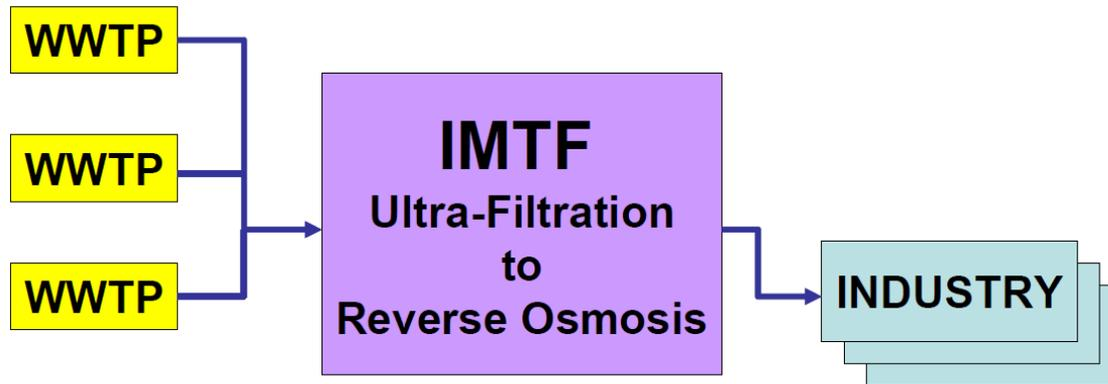 WWTP
WWTP
WWTP
IMTF
Ultra-Filtration
to
Reverse Osmosis
INDUSTRY